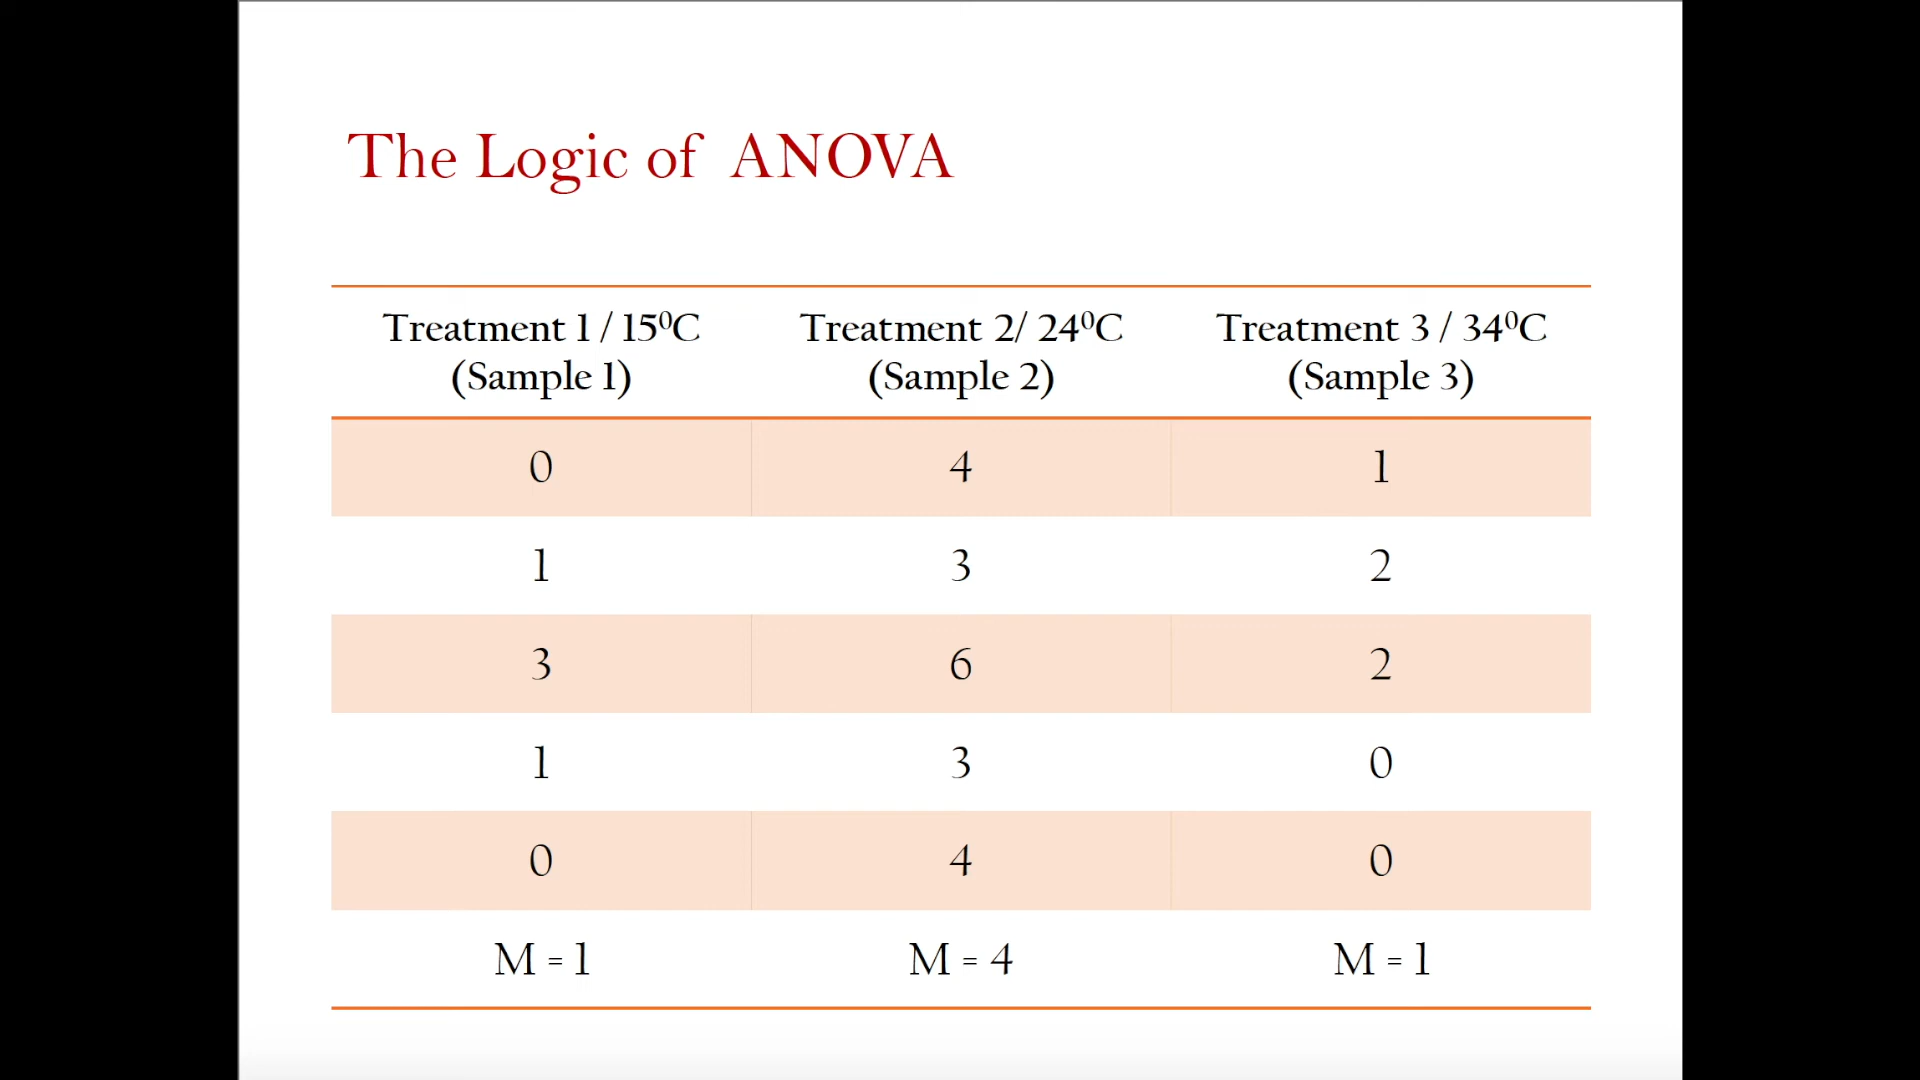 The Logic of ANOVA
Treatment 1 / 15⁰C Treatment 2/ 24⁰C Treatment 3 / 34⁰C
(Sample 1) (Sample 2) (Sample 3)
0 4 1
1 3 2
3 6 2
1 3 0
0 4 0
M = 1 M = 4 M = 1